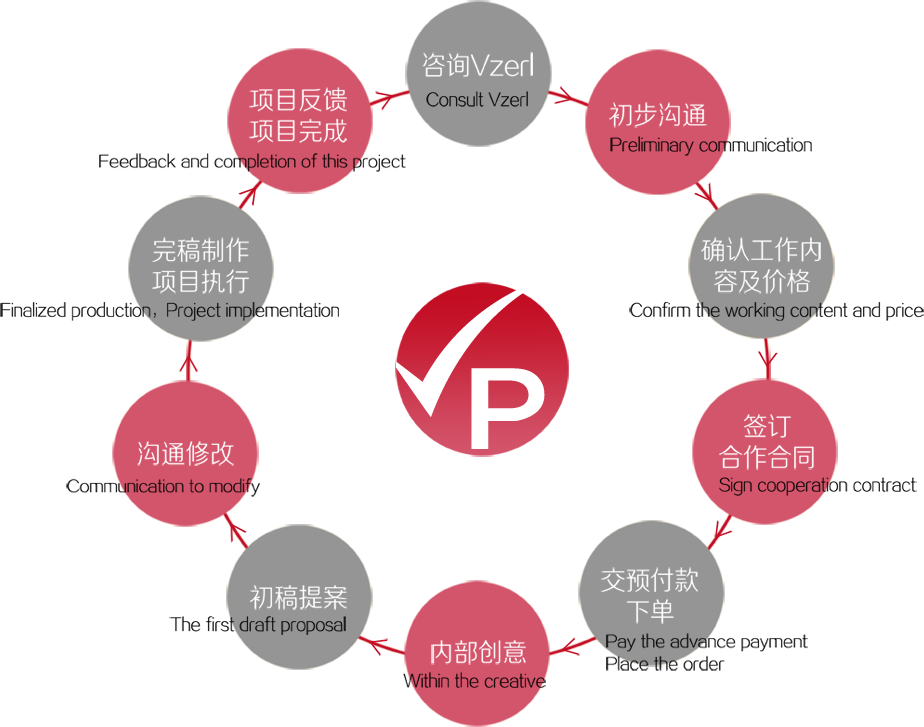 咨询Vzerl
Consult Vzerl
初步沟通
Preliminary communication
确认工作内
容及价格
Confirm the working content and price
签订
合作合同
Sign cooperation contract
交预付款
下单
Pay the advance payment
Place the order
内部创意
Within the creative
初稿提案
The first draft proposal
沟通修改
Communication to modify
完稿制作
项目执行
Finalized production，Project implementation
项目反馈
项目完成
Feedback and completion of this project
P